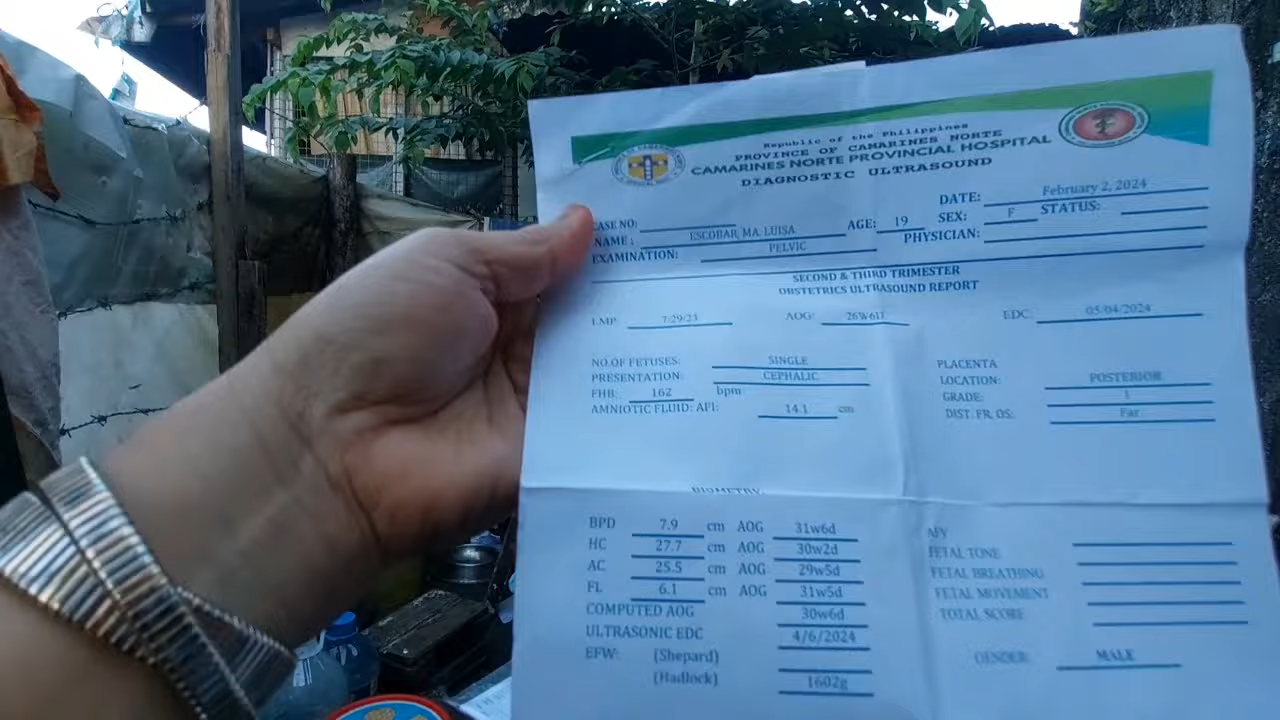 Republic of the Philippines
PROVINCE OF CAMARINES NORTE
CAMARINES NORTE PROVINCIAL HOSPITAL
DIAGNOSTIC ULTRASOUND
DATE: February 2, 2024
CASE NO:
NAME : ESCOBAR, MA. LUISA AGE: 19 SEX: F STATUS:
EXAMINATION: PELVIC PHYSICIAN:
SECOND & THIRD TRIMESTER
OBSTETRICS ULTRASOUND REPORT
LMP: 7/29/23 AOG: 26W6D EDC: 05/04/2024
NO.OF FETUSES: SINGLE
PRESENTATION: CEPHALIC
FHB: 162 bpm
AMNIOTIC FLUID: AFI: 14.1 cm
PLACENTA
LOCATION: POSTERIOR
GRADE: I
DIST. FR. OS: Far
BIOMETRY
BPD 7.9 cm AOG 31w6d
HC 27.7 cm AOG 30w2d
AC 25.5 cm AOG 29w5d
FL 6.1 cm AOG 31w5d
COMPUTED AOG 30w6d
ULTRASONIC EDC 4/6/2024
EFW: (Shepard)
(Hadlock) 1602g
AFV
FETAL TONE
FETAL BREATHING
FETAL MOVEMENT
TOTAL SCORE
GENDER: MALE